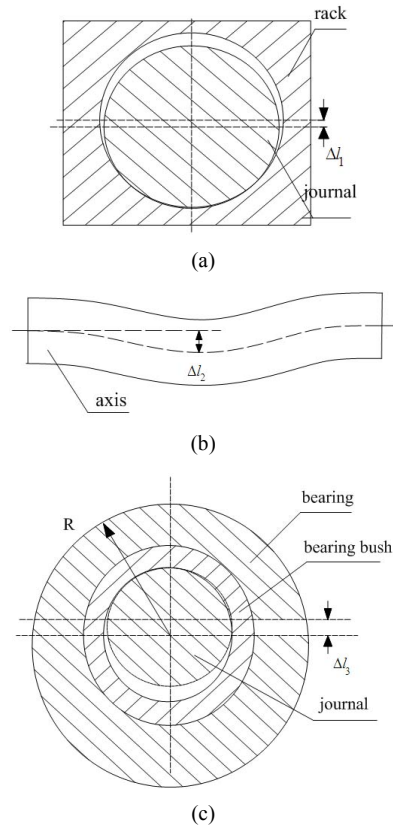 rack
Δl₁
journal
(a)
Δl₂
axis
(b)
bearing
R
bearing bush
Δl₃
journal
(c)